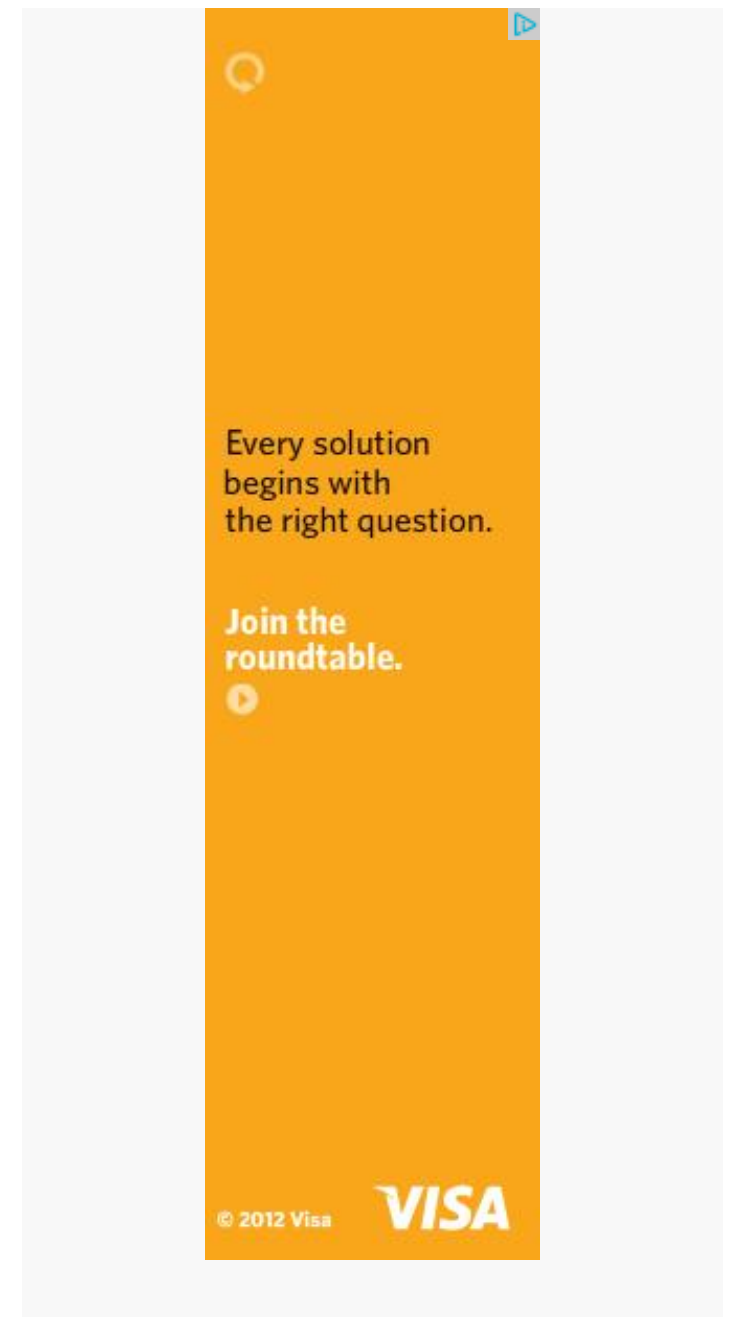 Every solution
begins with
the right question.
Join the
roundtable.
© 2012 Visa
VISA